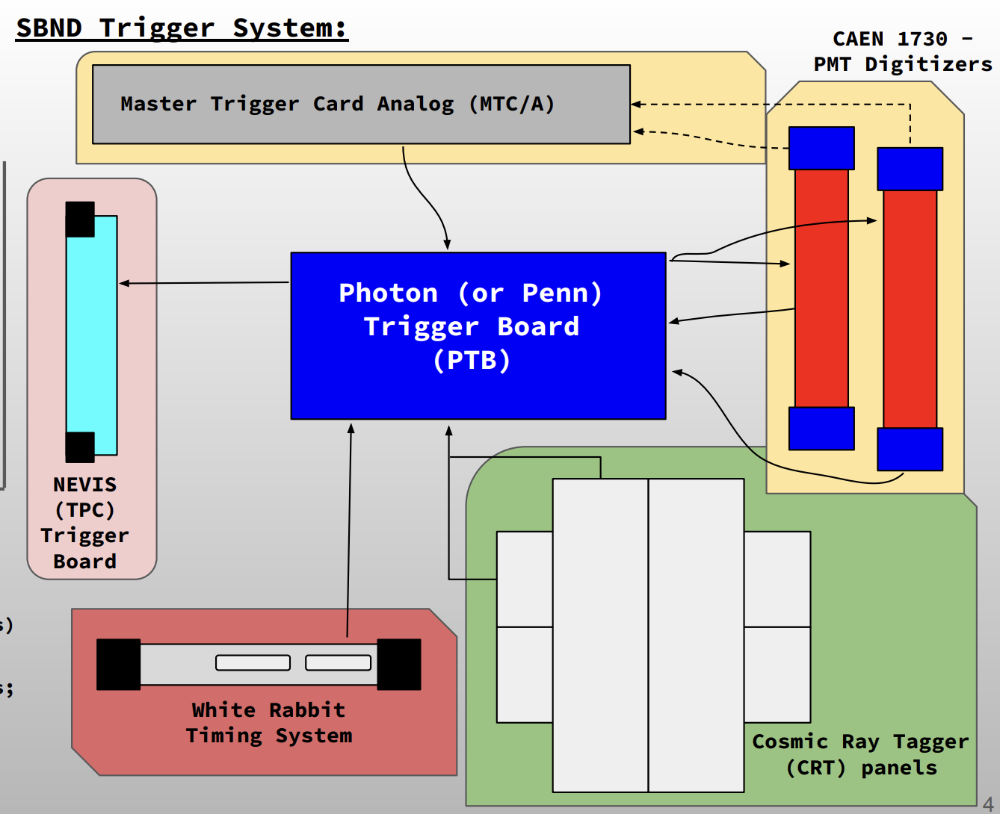 SBND Trigger System:
CAEN 1730 –
PMT Digitizers
Master Trigger Card Analog (MTC/A)
Photon (or Penn)
Trigger Board
(PTB)
NEVIS
(TPC)
Trigger
Board
s)
s;
White Rabbit
Timing System
Cosmic Ray Tagger
(CRT) panels
4